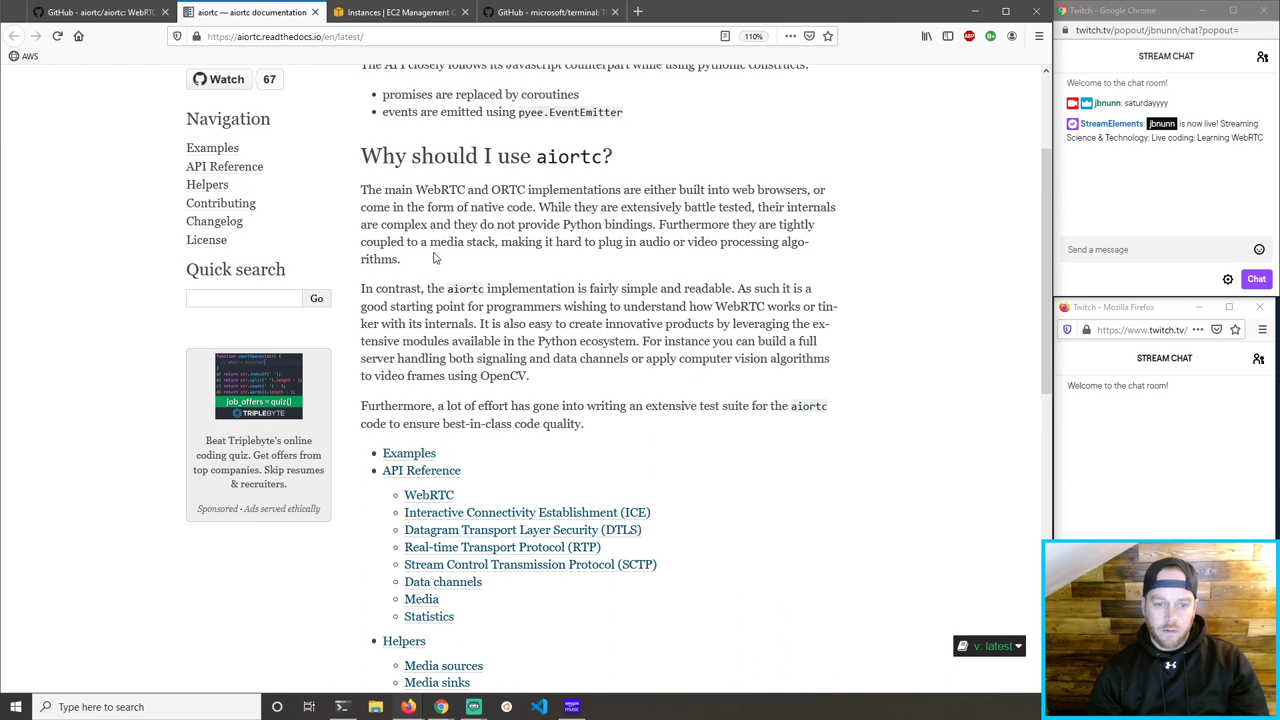 GitHub - aiortc/aiortc: WebRTC
aiortc — aiortc documentation
Instances | EC2 Management C
GitHub - microsoft/terminal: T
https://aiortc.readthedocs.io/en/latest/
110%
AWS
Watch
67
Navigation
Examples
API Reference
Helpers
Contributing
Changelog
License
Quick search
Go
job_offers = quiz()
TRIPLEBYTE
Beat Triplebyte's online
coding quiz. Get offers from
top companies. Skip resumes
& recruiters.
Sponsored • Ads served ethically
The API closely follows its Javascript counterpart while using pythonic constructs:
promises are replaced by coroutines
events are emitted using pyee.EventEmitter
Why should I use aiortc?
The main WebRTC and ORTC implementations are either built into web browsers, or
come in the form of native code. While they are extensively battle tested, their internals
are complex and they do not provide Python bindings. Furthermore they are tightly
coupled to a media stack, making it hard to plug in audio or video processing algo-
rithms.
In contrast, the aiortc implementation is fairly simple and readable. As such it is a
good starting point for programmers wishing to understand how WebRTC works or tin-
ker with its internals. It is also easy to create innovative products by leveraging the ex-
tensive modules available in the Python ecosystem. For instance you can build a full
server handling both signaling and data channels or apply computer vision algorithms
to video frames using OpenCV.
Furthermore, a lot of effort has gone into writing an extensive test suite for the aiortc
code to ensure best-in-class code quality.
Examples
API Reference
WebRTC
Interactive Connectivity Establishment (ICE)
Datagram Transport Layer Security (DTLS)
Real-time Transport Protocol (RTP)
Stream Control Transmission Protocol (SCTP)
Data channels
Media
Statistics
Helpers
Media sources
Media sinks
v: latest
Twitch - Google Chrome
twitch.tv/popout/jbnunn/chat?popout=
STREAM CHAT
Welcome to the chat room!
jbnunn: saturdayyyy
StreamElements: jbnunn is now live! Streaming
Science & Technology: Live coding: Learning WebRTC
Send a message
Chat
Twitch - Mozilla Firefox
https://www.twitch.tv/
STREAM CHAT
Welcome to the chat room!
Type here to search